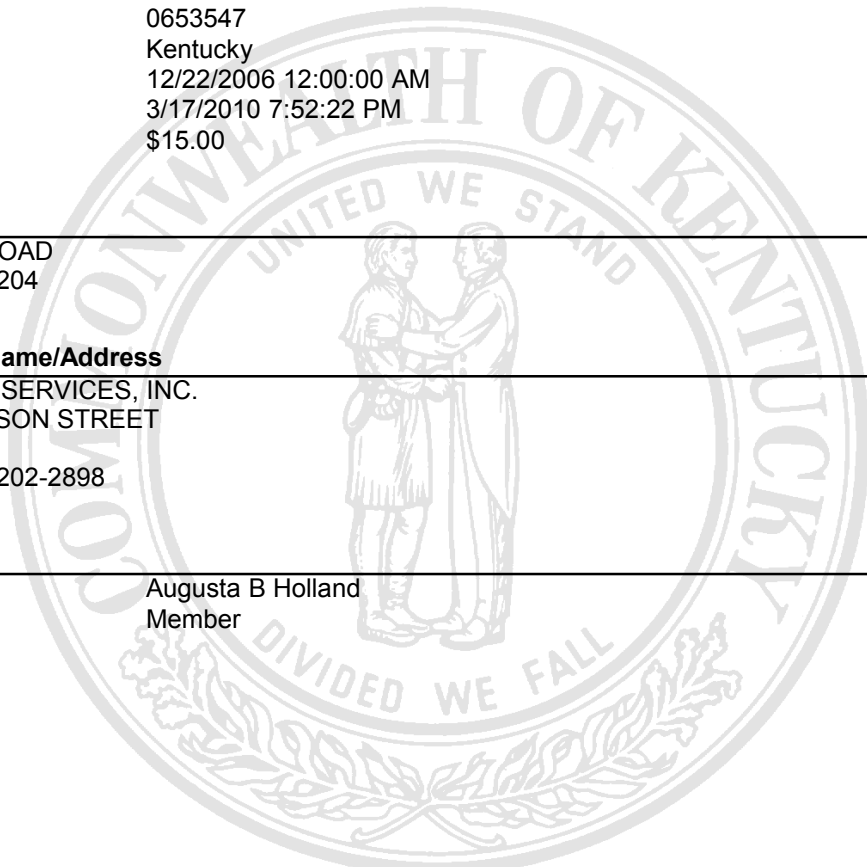 0653547
Kentucky
12/22/2006 12:00:00 AM
3/17/2010 7:52:22 PM
$15.00
COMMONWEALTH OF KENTUCKY
UNITED WE STAND
OAD
204
ame/Address
SERVICES, INC.
SON STREET
202-2898
Augusta B Holland
Member
DIVIDED WE FALL